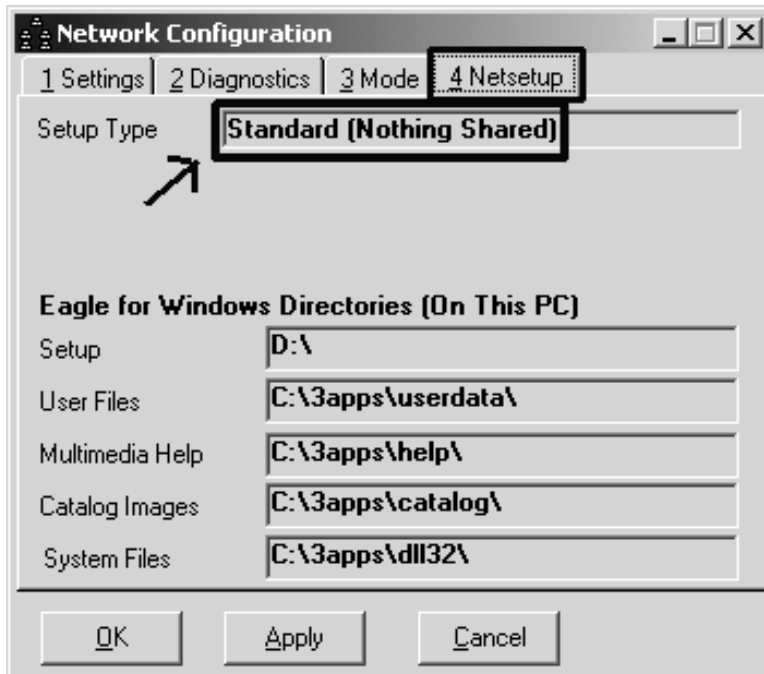 Network Configuration
1 Settings 2 Diagnostics 3 Mode 4 Netsetup
Setup Type Standard (Nothing Shared)
Eagle for Windows Directories (On This PC)
Setup D:\
User Files C:\3apps\userdata\
Multimedia Help C:\3apps\help\
Catalog Images C:\3apps\catalog\
System Files C:\3apps\dll32\
OK Apply Cancel